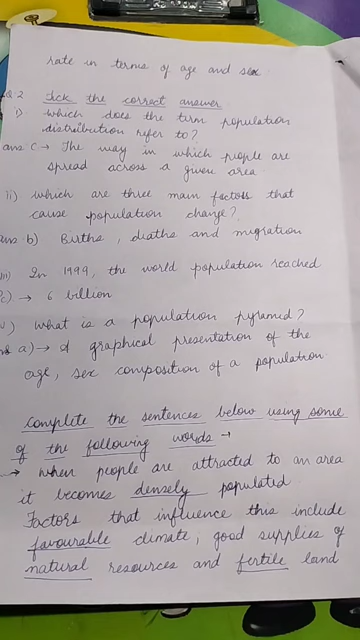 rate in terms of age and sex
Q.2 Tick the correct answer
i) which does the turm population
distribution refer to?
ans c → The way in which people are
spread across a given area
ii) which are three main factors that
cause population change?
ans b) Births, diaths and migration
iii) In 1999, the world population reached
c) → 6 billion
iv) What is a population pyramid?
ans a) → A graphical presentation of the
age, sex composition of a population.
Complete the sentences below using some
of the following words →
→ when people are attracted to an area
it becomes densely populated.
Factors that influence this include
favourable climate, good supplies of
natural resources and fertile land